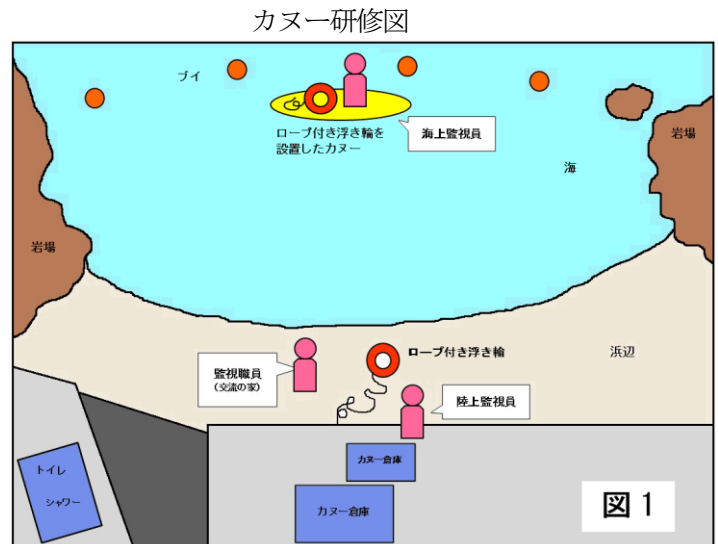 カヌー研修図
ブイ
ロープ付き浮き輪を
設置したカヌー
海上監視員
岩場
海
岩場
ロープ付き浮き輪
浜辺
監視職員
(交流の家)
陸上監視員
カヌー倉庫
トイレ
シャワー
カヌー倉庫
図1